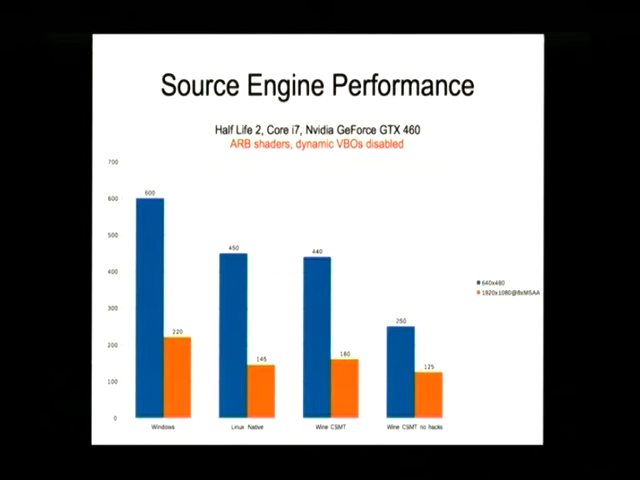 Source Engine Performance
Half Life 2, Core i7, Nvidia GeForce GTX 460
ARB shaders, dynamic VBOs disabled
700
600
500
400
300
200
100
0
600
220
450
145
440
160
250
125
Windows
Linux Native
Wine CSMT
Wine CSMT no hacks
640x480
1920x1080@8xMSAA